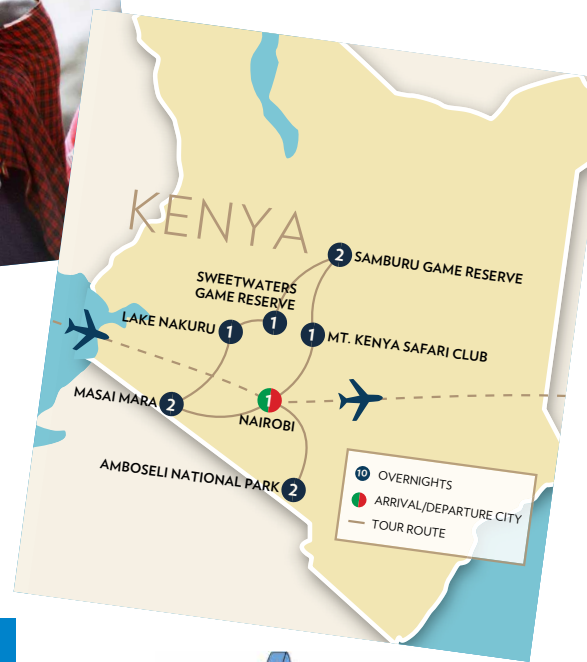 KENYA
2 SAMBURU GAME RESERVE
SWEETWATERS
GAME RESERVE
1
LAKE NAKURU 1
1 MT. KENYA SAFARI CLUB
MASAI MARA 2
1
NAIROBI
AMBOSELI NATIONAL PARK 2
10 OVERNIGHTS
ARRIVAL/DEPARTURE CITY
TOUR ROUTE